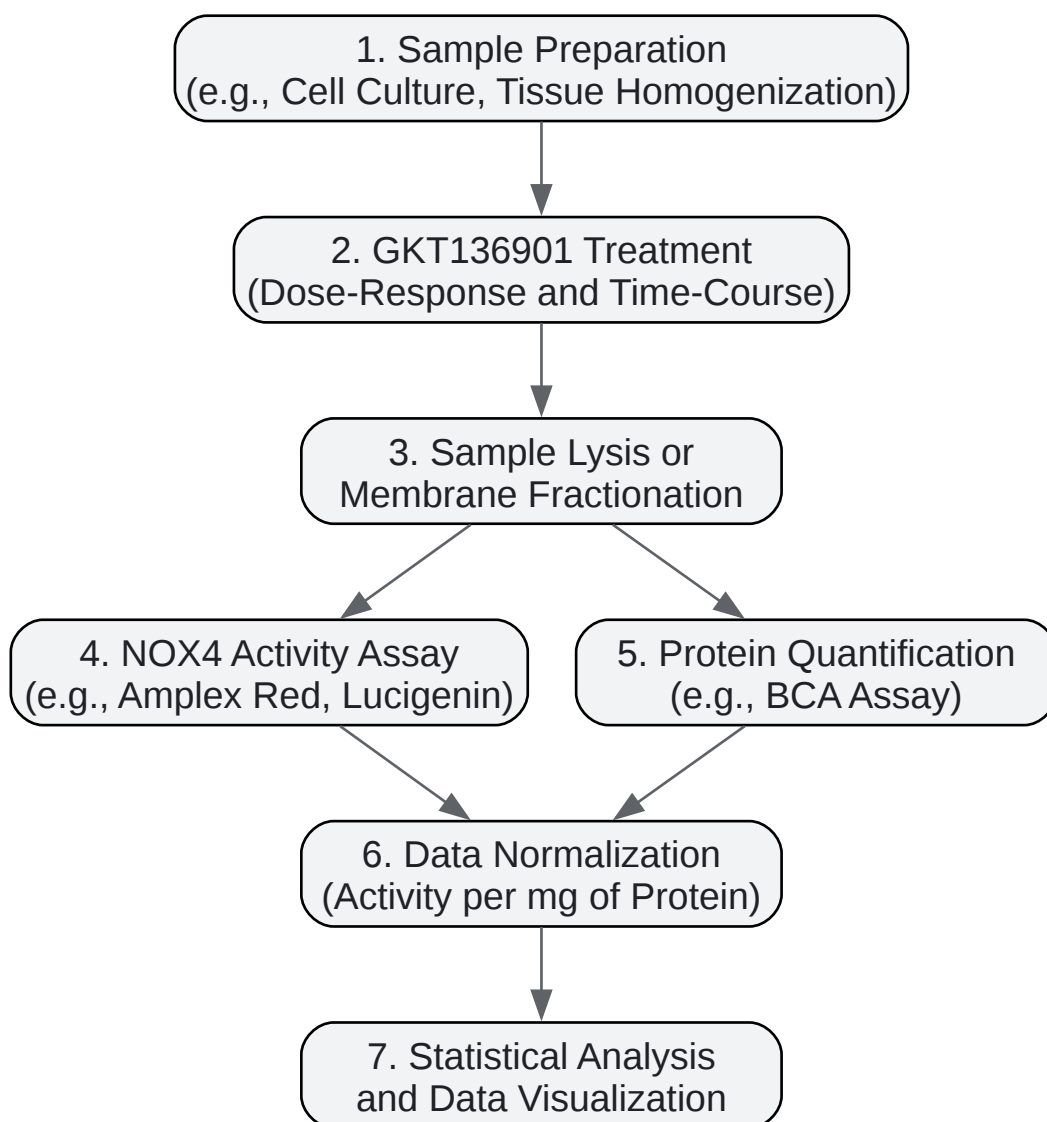 1. Sample Preparation
(e.g., Cell Culture, Tissue Homogenization)
2. GKT136901 Treatment
(Dose-Response and Time-Course)
3. Sample Lysis or
Membrane Fractionation
4. NOX4 Activity Assay
(e.g., Amplex Red, Lucigenin)
5. Protein Quantification
(e.g., BCA Assay)
6. Data Normalization
(Activity per mg of Protein)
7. Statistical Analysis
and Data Visualization